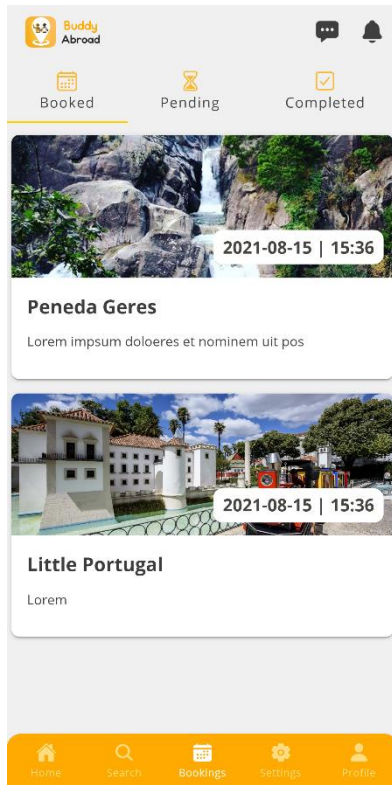 Buddy
Abroad
Booked Pending Completed
2021-08-15 | 15:36
Peneda Geres
Lorem impsum doloeres et nominem uit pos
2021-08-15 | 15:36
Little Portugal
Lorem
Home Search Bookings Settings Profile